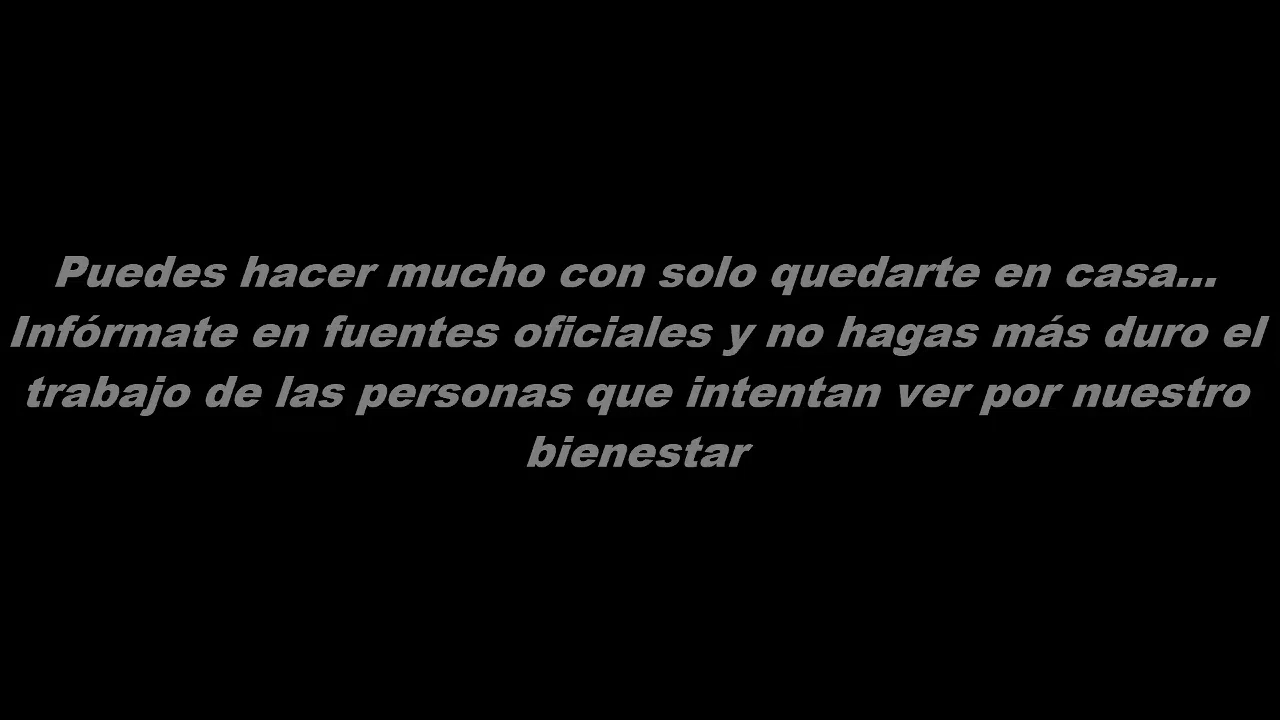 Puedes hacer mucho con solo quedarte en casa...
Infórmate en fuentes oficiales y no hagas más duro el
trabajo de las personas que intentan ver por nuestro
bienestar